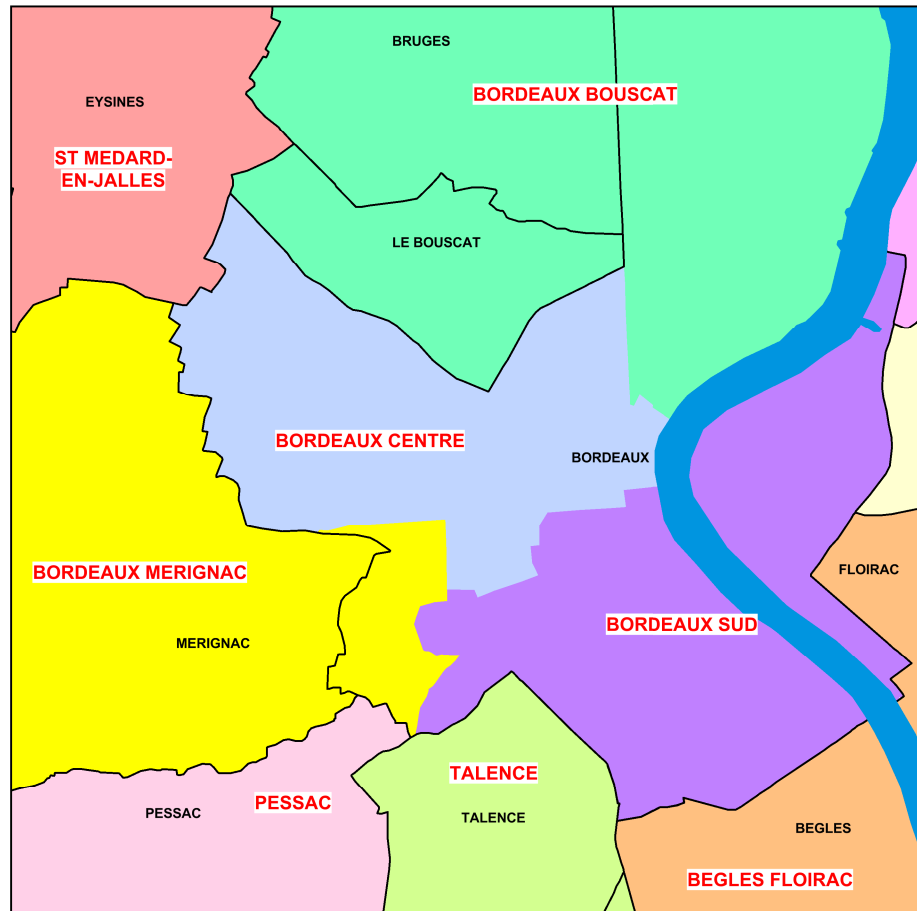 BRUGES
BORDEAUX BOUSCAT
EYSINES
ST MEDARD-
EN-JALLES
LE BOUSCAT
BORDEAUX CENTRE
BORDEAUX
BORDEAUX MERIGNAC
FLOIRAC
BORDEAUX SUD
MERIGNAC
TALENCE
PESSAC
PESSAC
TALENCE
BEGLES
BEGLES FLOIRAC